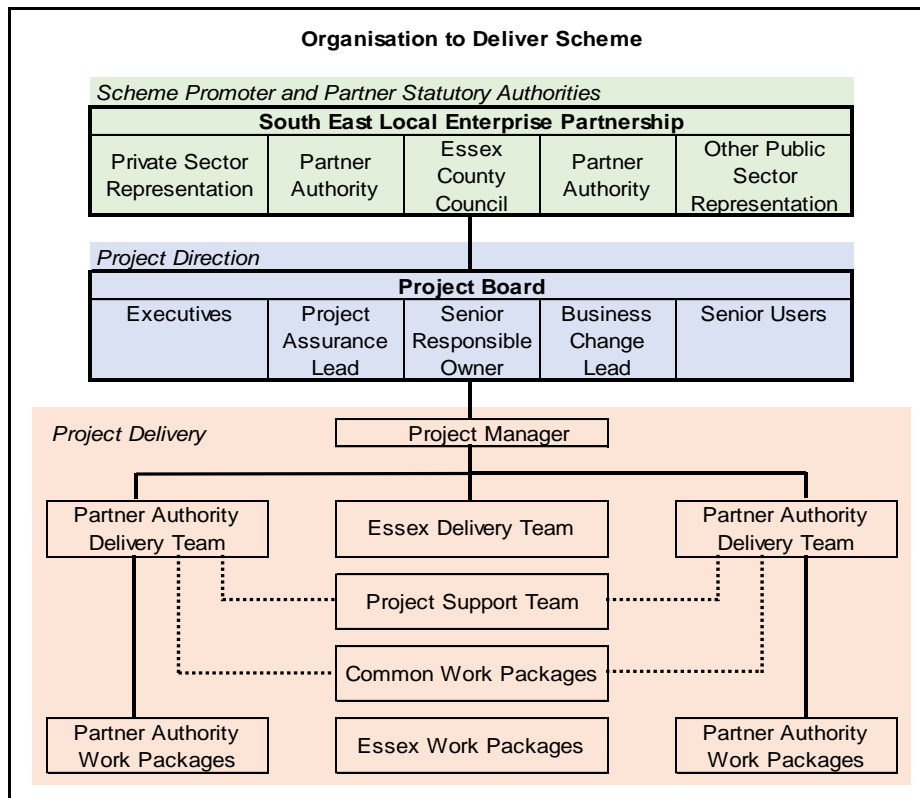 Organisation to Deliver Scheme
Scheme Promoter and Partner Statutory Authorities
South East Local Enterprise Partnership
Private Sector
Representation
Partner
Authority
Essex
County
Council
Partner
Authority
Other Public
Sector
Representation
Project Direction
Project Board
Executives
Project
Assurance
Lead
Senior
Responsible
Owner
Business
Change
Lead
Senior Users
Project Delivery
Project Manager
Partner Authority
Delivery Team
Essex Delivery Team
Partner Authority
Delivery Team
Project Support Team
Common Work Packages
Partner Authority
Work Packages
Essex Work Packages
Partner Authority
Work Packages